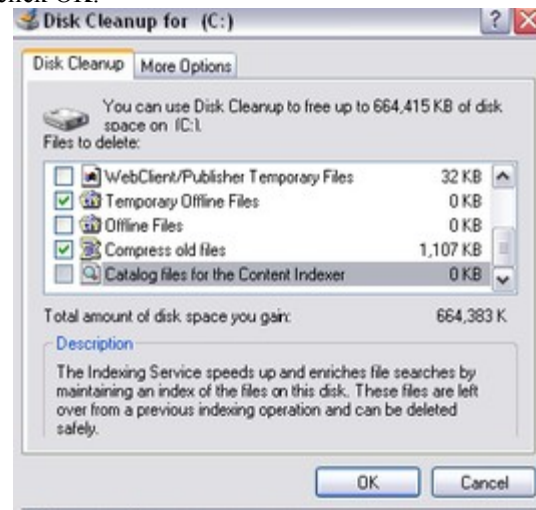 click OK.
Disk Cleanup for (C:)
Disk Cleanup
More Options
You can use Disk Cleanup to free up to 664,415 KB of disk
space on (C:).
Files to delete:
WebClient/Publisher Temporary Files 32 KB
Temporary Offline Files 0 KB
Offline Files 0 KB
Compress old files 1,107 KB
Catalog files for the Content Indexer 0 KB
Total amount of disk space you gain: 664,383 K
Description
The Indexing Service speeds up and enriches file searches by
maintaining an index of the files on this disk. These files are left
over from a previous indexing operation and can be deleted
safely.
OK
Cancel